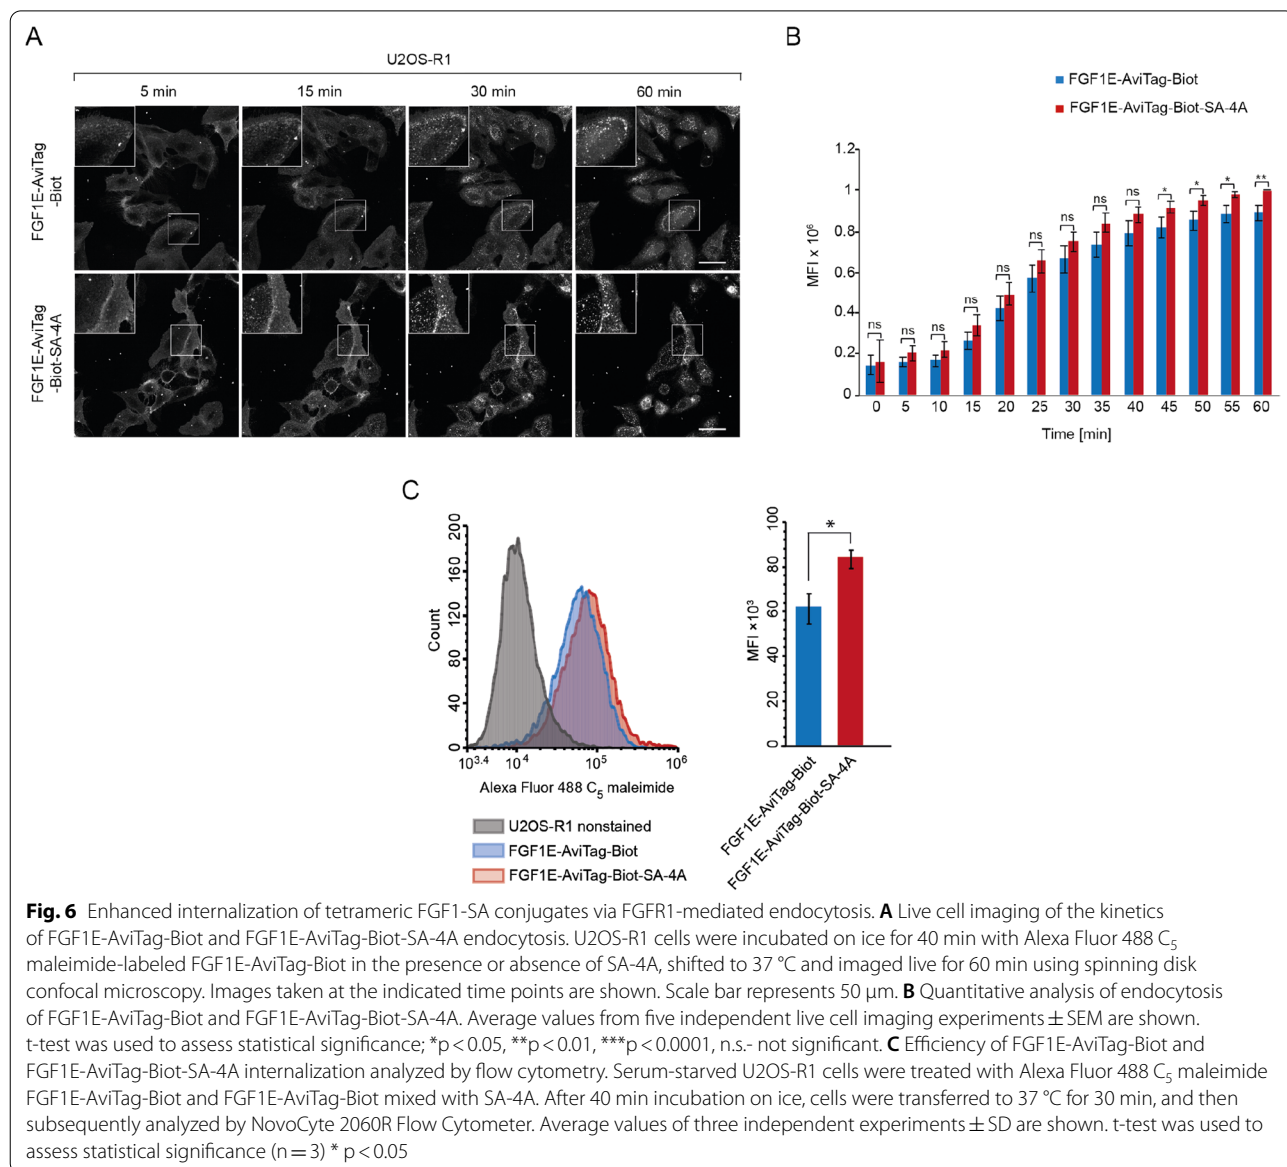 A
U2OS-R1
5 min
15 min
30 min
60 min
FGF1E-AviTag
-Biot
FGF1E-AviTag
-Biot-SA-4A
B
FGF1E-AviTag-Biot
FGF1E-AviTag-Biot-SA-4A
MFI x 10⁶
1.2
1
0.8
0.6
0.4
0.2
0
ns ns ns ns ns ns ns ns ns * * * **
0 5 10 15 20 25 30 35 40 45 50 55 60
Time [min]
C
Count
200
160
120
80
40
0
10³·⁴ 10⁴ 10⁵ 10⁶
Alexa Fluor 488 C₅ maleimide
U2OS-R1 nonstained
FGF1E-AviTag-Biot
FGF1E-AviTag-Biot-SA-4A
MFI ×10³
100
80
60
40
20
0
*
FGF1E-AviTag-Biot
FGF1E-AviTag-Biot-SA-4A
Fig. 6 Enhanced internalization of tetrameric FGF1-SA conjugates via FGFR1-mediated endocytosis. A Live cell imaging of the kinetics
of FGF1E-AviTag-Biot and FGF1E-AviTag-Biot-SA-4A endocytosis. U2OS-R1 cells were incubated on ice for 40 min with Alexa Fluor 488 C₅
maleimide-labeled FGF1E-AviTag-Biot in the presence or absence of SA-4A, shifted to 37 °C and imaged live for 60 min using spinning disk
confocal microscopy. Images taken at the indicated time points are shown. Scale bar represents 50 μm. B Quantitative analysis of endocytosis
of FGF1E-AviTag-Biot and FGF1E-AviTag-Biot-SA-4A. Average values from five independent live cell imaging experiments ± SEM are shown.
t-test was used to assess statistical significance; *p < 0.05, **p < 0.01, ***p < 0.0001, n.s.- not significant. C Efficiency of FGF1E-AviTag-Biot and
FGF1E-AviTag-Biot-SA-4A internalization analyzed by flow cytometry. Serum-starved U2OS-R1 cells were treated with Alexa Fluor 488 C₅ maleimide
FGF1E-AviTag-Biot and FGF1E-AviTag-Biot mixed with SA-4A. After 40 min incubation on ice, cells were transferred to 37 °C for 30 min, and then
subsequently analyzed by NovoCyte 2060R Flow Cytometer. Average values of three independent experiments ± SD are shown. t-test was used to
assess statistical significance (n = 3) * p < 0.05